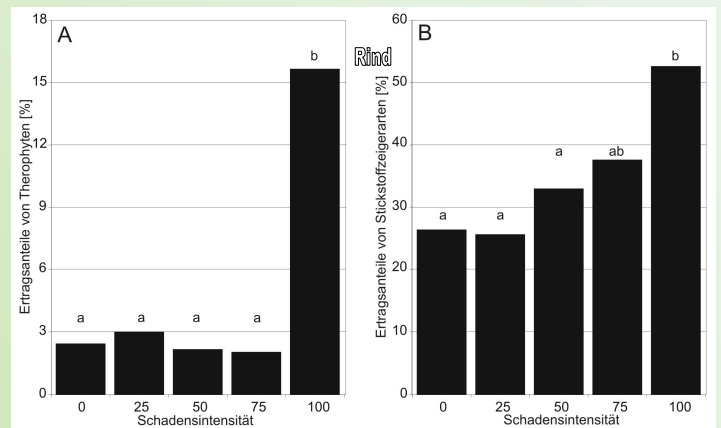 A
Ertragsanteile von Therophyten [%]
18
15
12
9
6
3
0
a
a
a
a
b
0 25 50 75 100
Schadensintensität
Rind
B
Ertragsanteile von Stickstoffzeigerarten [%]
60
50
40
30
20
10
0
a
a
a
ab
b
0 25 50 75 100
Schadensintensität